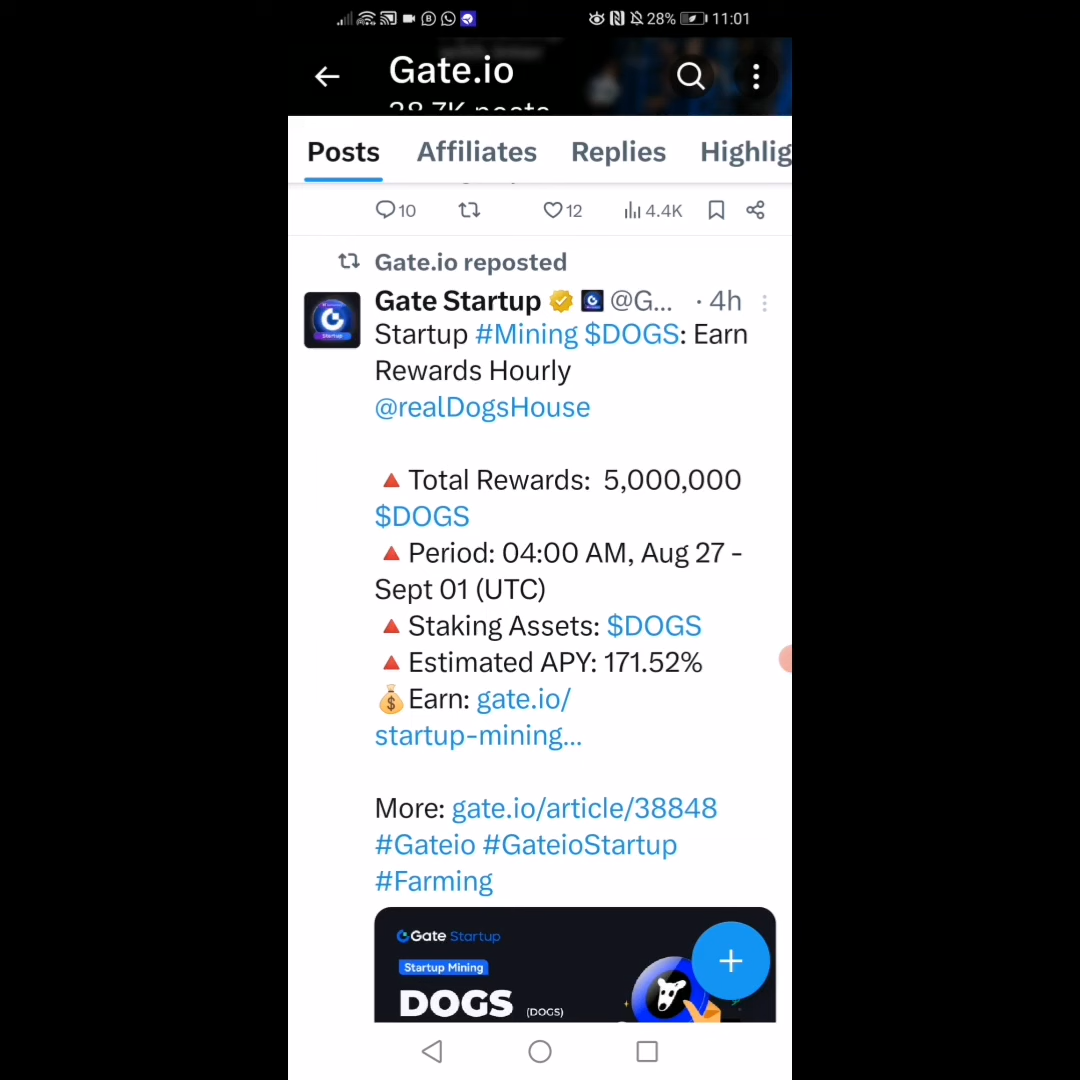 28% 11:01
Gate.io
28.7K posts
Posts Affiliates Replies Highlig
10 12 4.4K
Gate.io reposted
Gate Startup @G... · 4h
Startup #Mining $DOGS: Earn
Rewards Hourly
@realDogsHouse
🔺Total Rewards: 5,000,000
$DOGS
🔺Period: 04:00 AM, Aug 27 -
Sept 01 (UTC)
🔺Staking Assets: $DOGS
🔺Estimated APY: 171.52%
💰Earn: gate.io/
startup-mining...
More: gate.io/article/38848
#Gateio #GateioStartup
#Farming
Gate Startup
Startup Mining
DOGS (DOGS)